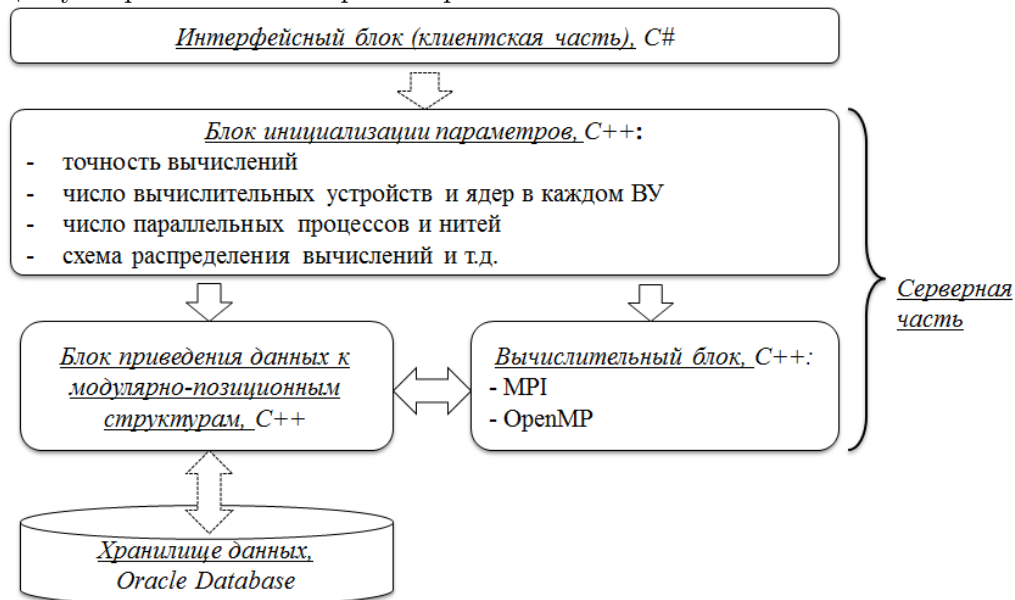 Интерфейсный блок (клиентская часть), C#
Блок инициализации параметров, C++:
- точность вычислений
- число вычислительных устройств и ядер в каждом ВУ
- число параллельных процессов и нитей
- схема распределения вычислений и т.д.
Серверная
часть
Блок приведения данных к
модулярно-позиционным
структурам, C++
Вычислительный блок, C++:
- MPI
- OpenMP
Хранилище данных,
Oracle Database